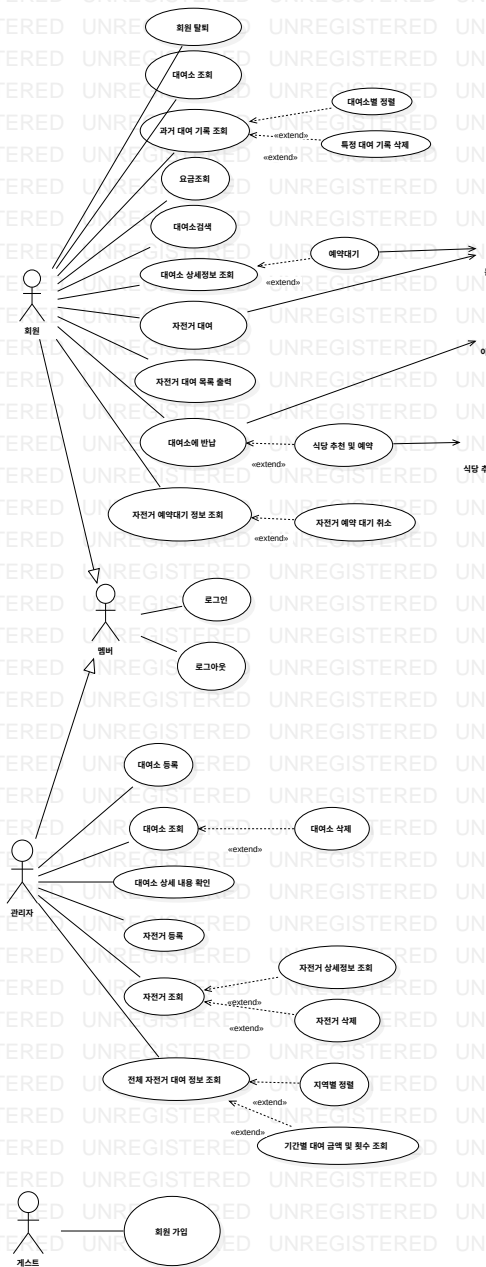 회원 탈퇴
대여소 조회
대여소별 정렬
과거 대여 기록 조회
«extend»
특정 대여 기록 삭제
«extend»
요금조회
대여소검색
예약대기
대여소 상세정보 조회
«extend»
회원
자전거 대여
자전거 대여 목록 출력
대여소에 반납
식당 추천 및 예약
«extend»
식당 추
자전거 예약대기 정보 조회
자전거 예약 대기 취소
«extend»
로그인
멤버
로그아웃
대여소 등록
대여소 조회
대여소 삭제
«extend»
대여소 상세 내용 확인
관리자
자전거 등록
자전거 상세정보 조회
자전거 조회
«extend»
자전거 삭제
«extend»
전체 자전거 대여 정보 조회
지역별 정렬
«extend»
«extend»
기간별 대여 금액 및 횟수 조회
회원 가입
게스트
UNREGISTERED